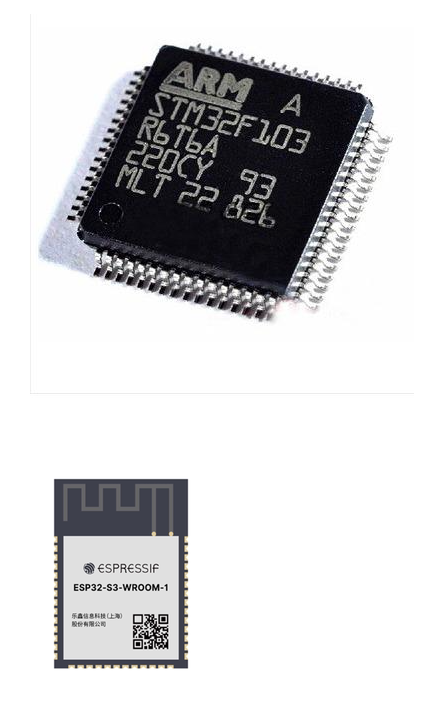 ARM A
STM32F103
R6T6A
220CY 93
MLT 22 826
ESPRESSIF
ESP32-S3-WROOM-1
乐鑫信息科技(上海)
股份有限公司